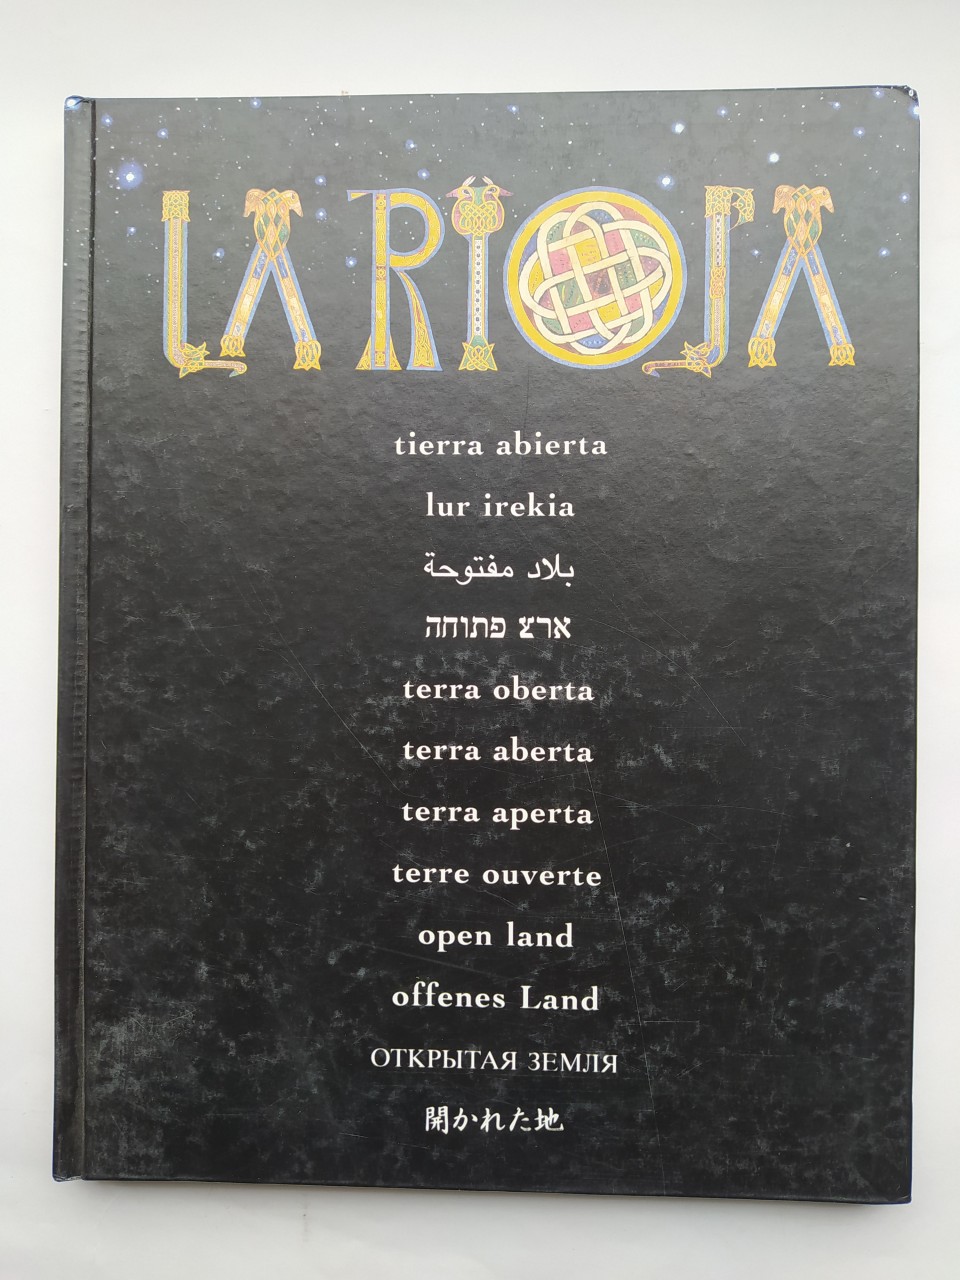 LA RIOJA
tierra abierta
lur irekia
بلاد مفتوحة
ארץ פתוחה
terra oberta
terra aberta
terra aperta
terre ouverte
open land
offenes Land
ОТКРЫТАЯ ЗЕМЛЯ
開かれた地